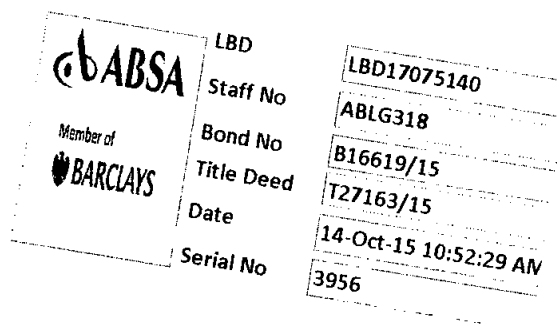 ABSA
Member of
BARCLAYS
LBD LBD17075140
Staff No ABLG318
Bond No B16619/15
Title Deed T27163/15
Date 14-Oct-15 10:52:29 AM
Serial No 3956